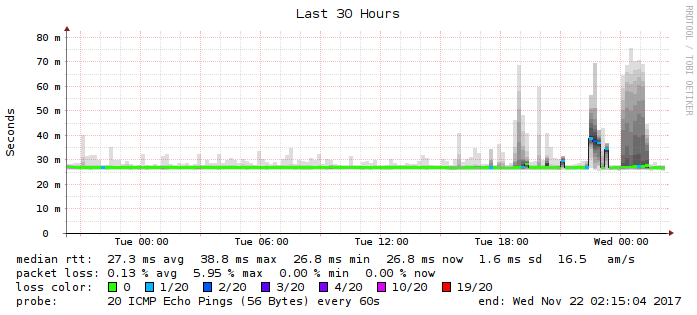 Last 30 Hours
RRDTOOL / TOBI OETIKER
Seconds
80 m
70 m
60 m
50 m
40 m
30 m
20 m
10 m
0
Tue 00:00 Tue 06:00 Tue 12:00 Tue 18:00 Wed 00:00
median rtt: 27.3 ms avg 38.8 ms max 26.8 ms min 26.8 ms now 1.6 ms sd 16.5 am/s
packet loss: 0.13 % avg 5.95 % max 0.00 % min 0.00 % now
loss color: 0 1/20 2/20 3/20 4/20 10/20 19/20
probe: 20 ICMP Echo Pings (56 Bytes) every 60s end: Wed Nov 22 02:15:04 2017